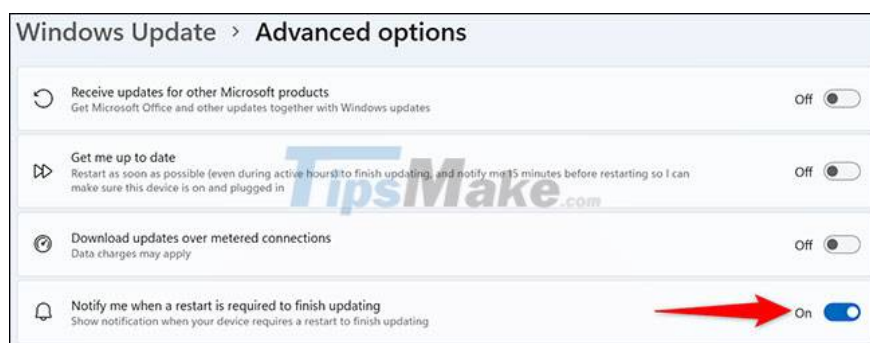 Windows Update > Advanced options
Receive updates for other Microsoft products
Get Microsoft Office and other updates together with Windows updates
Off
Get me up to date
Restart as soon as possible (even during active hours) to finish updating, and notify me 15 minutes before restarting so I can
make sure this device is on and plugged in
Off
TipsMake.com
Download updates over metered connections
Data charges may apply
Off
Notify me when a restart is required to finish updating
Show notification when your device requires a restart to finish updating
On